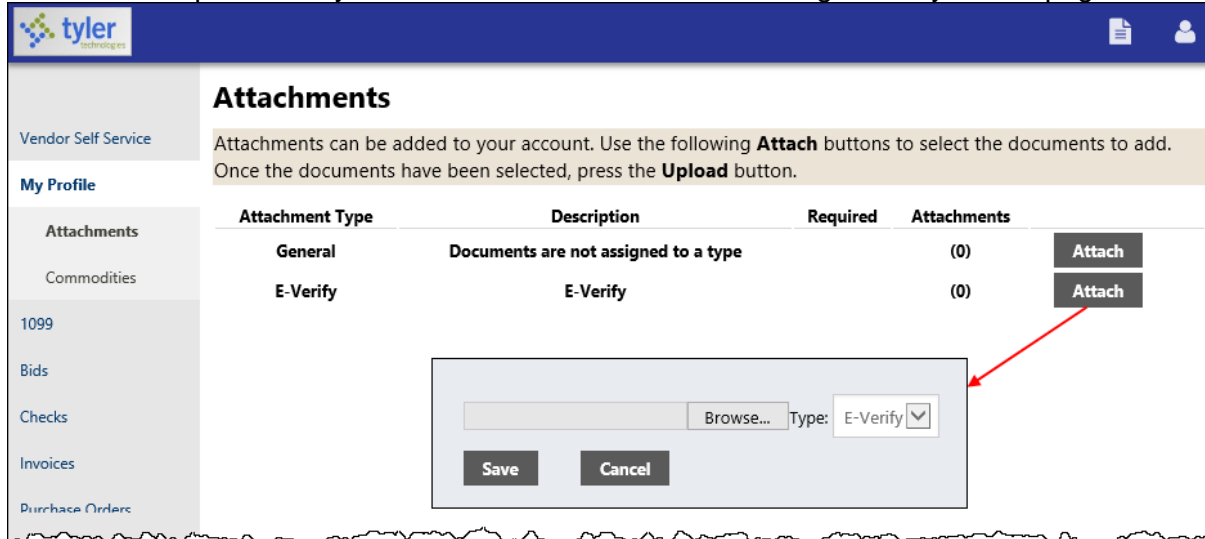 tyler
technologies
Attachments
Vendor Self Service
Attachments can be added to your account. Use the following Attach buttons to select the documents to add.
Once the documents have been selected, press the Upload button.
My Profile
Attachment Type Description Required Attachments
Attachments
General Documents are not assigned to a type (0) Attach
Commodities
E-Verify E-Verify (0) Attach
1099
Bids
Checks
Browse... Type: E-Verify
Invoices
Save Cancel
Purchase Orders